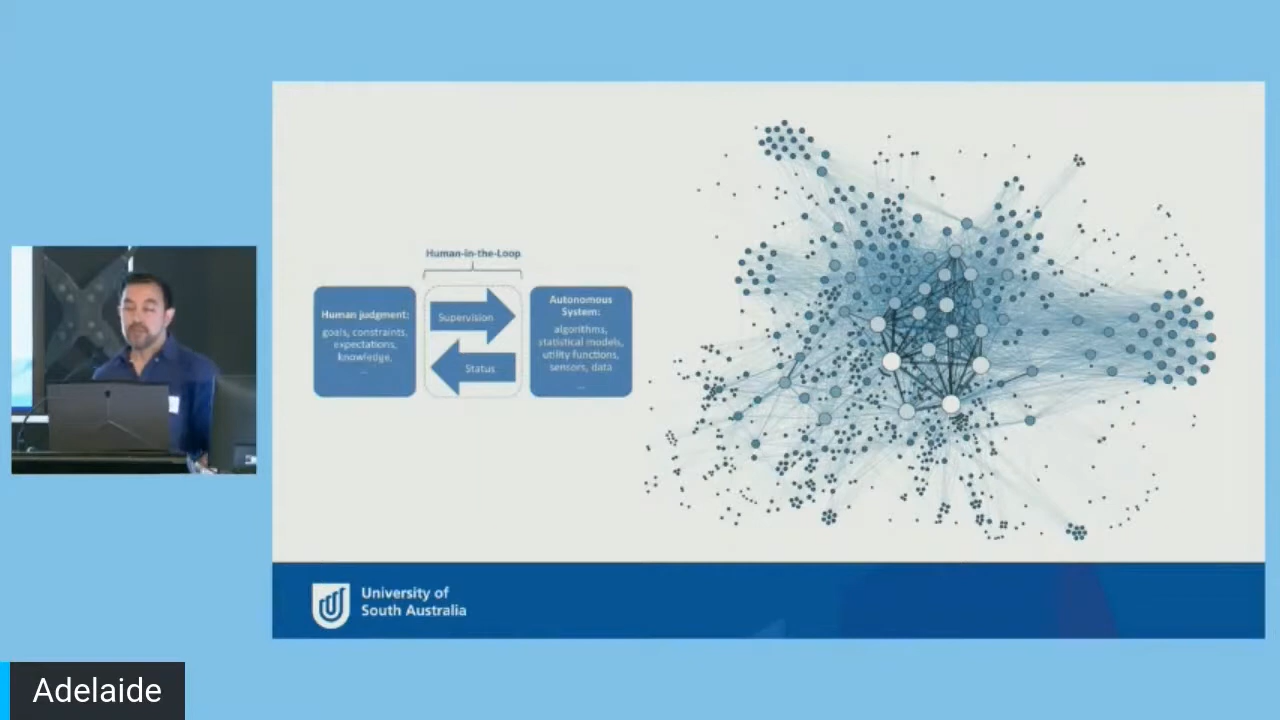 Human-in-the-Loop
Human judgment:
goals, constraints,
expectations,
knowledge,
...
Supervision
Status
Autonomous
System:
algorithms,
statistical models,
utility functions,
sensors, data
...
University of
South Australia
Adelaide